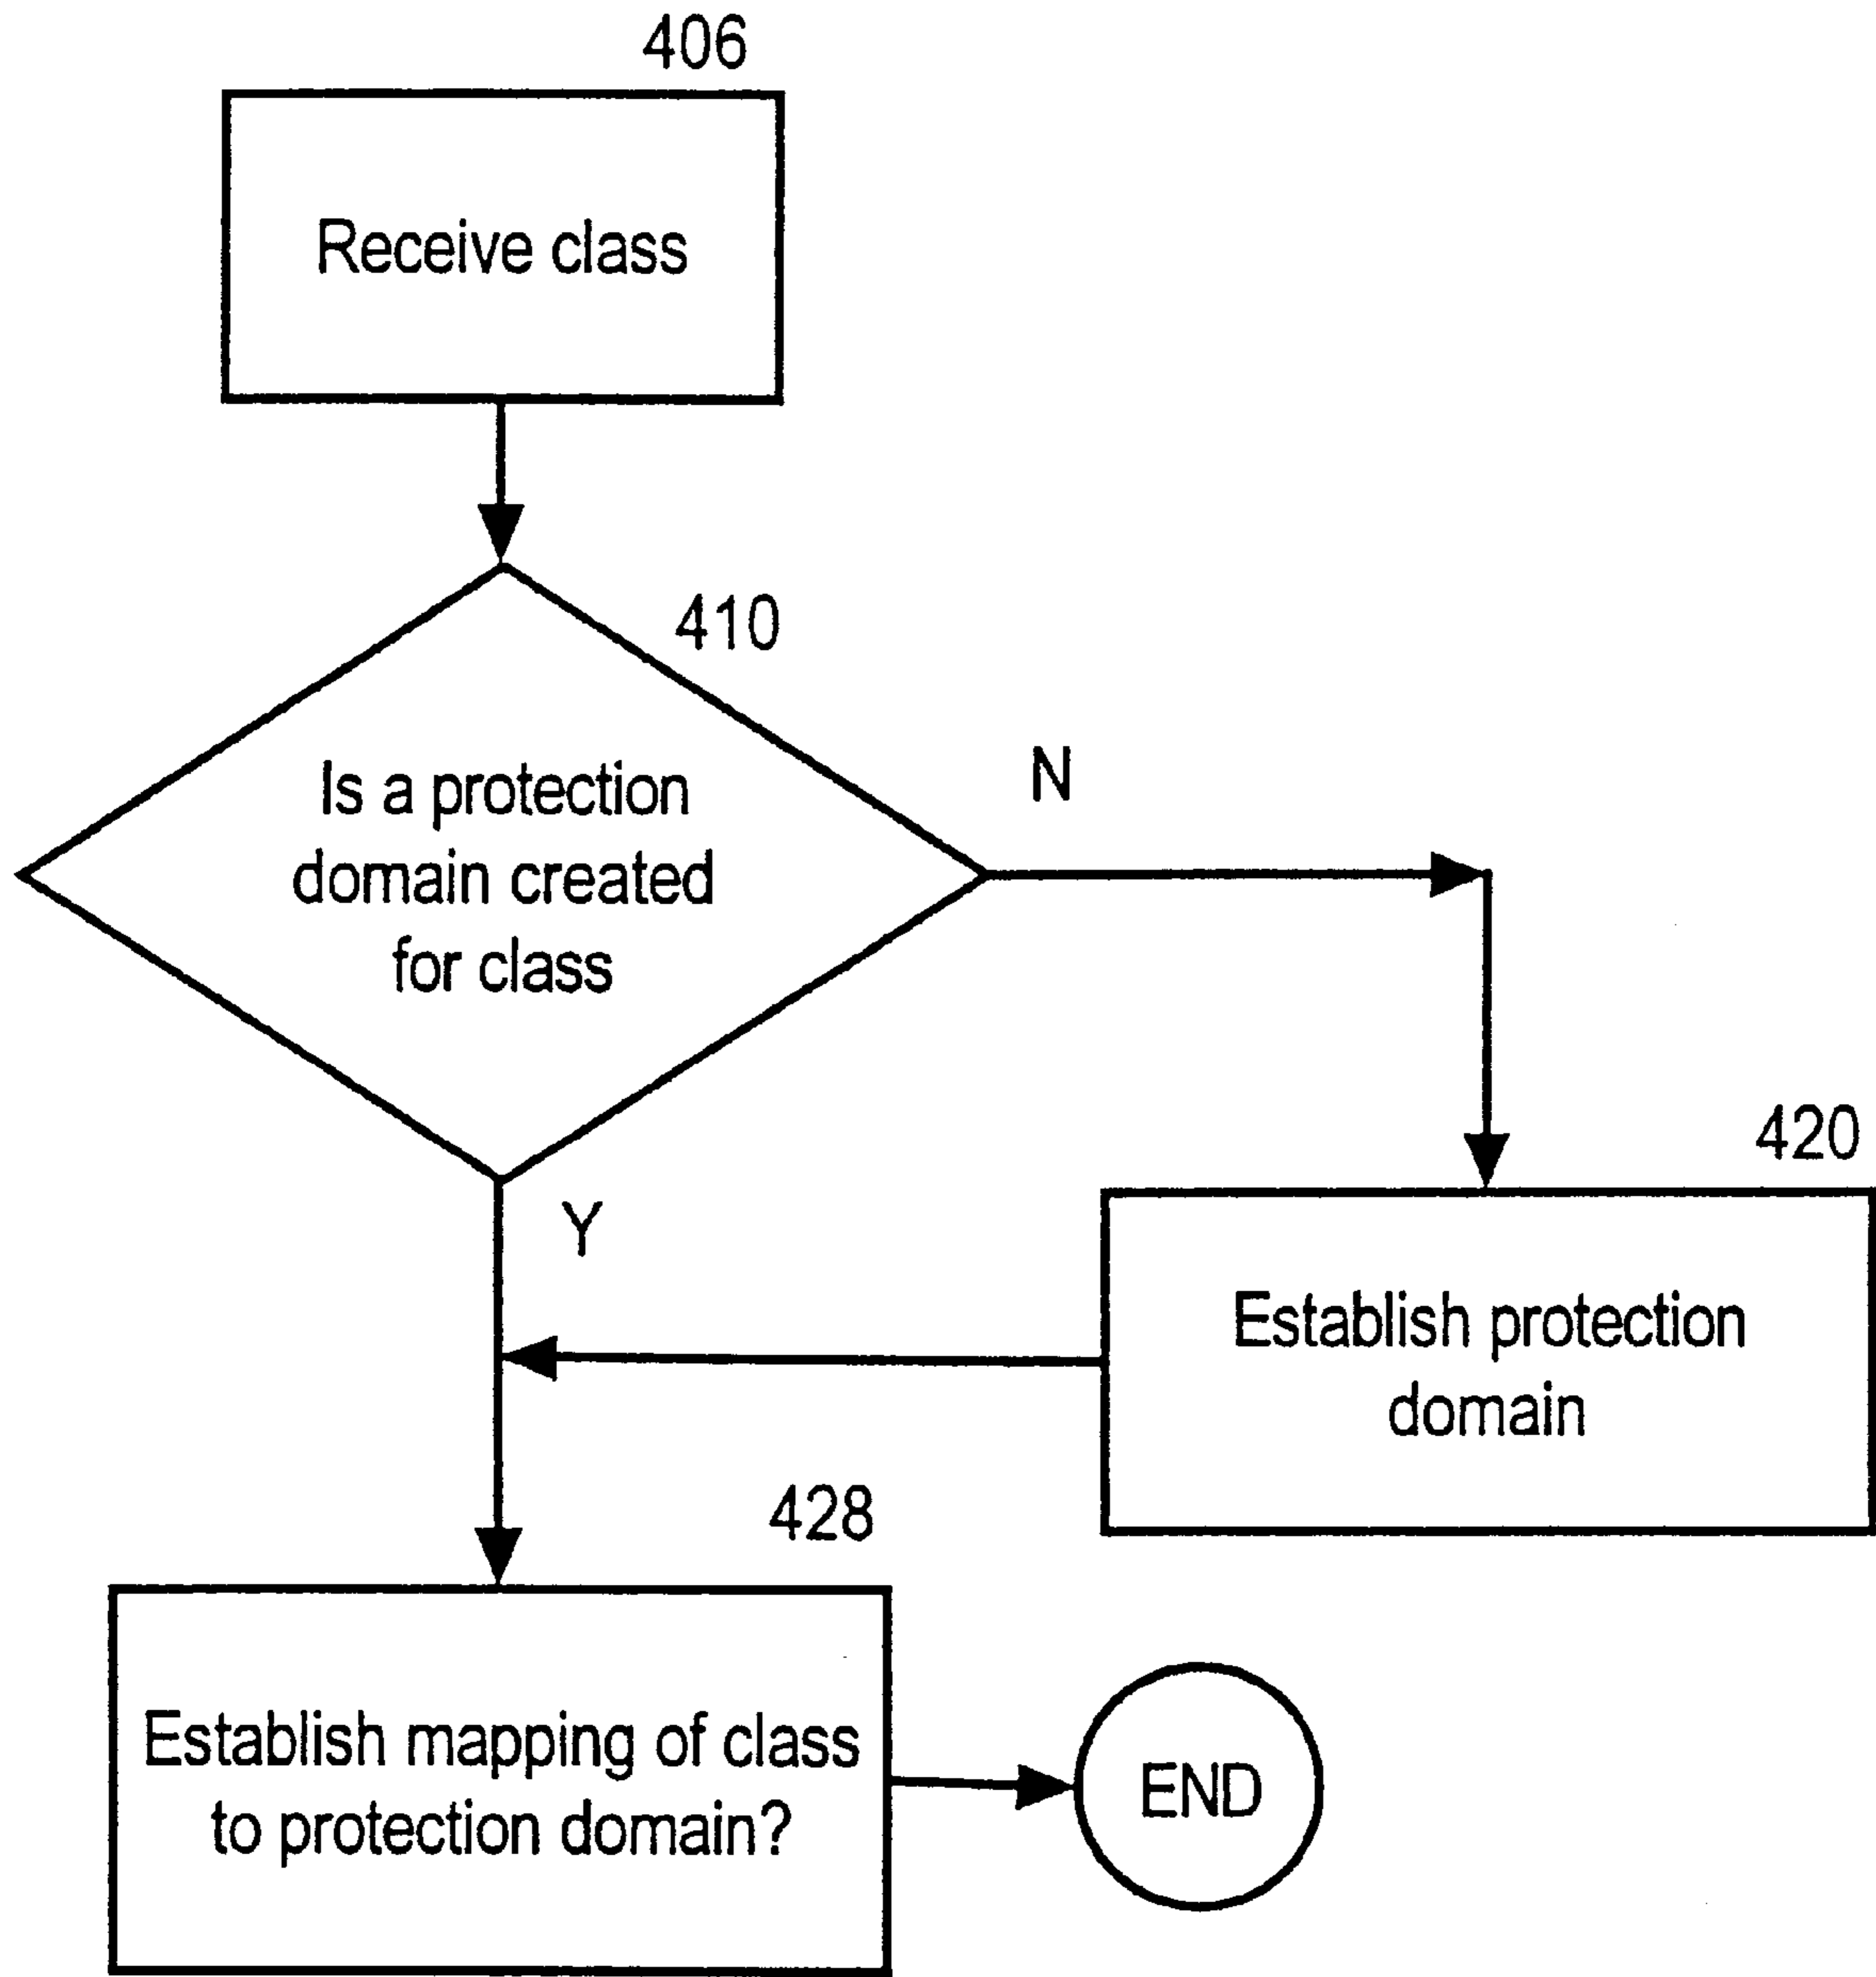 406
Receive class
410
Is a protection
domain created
for class
N
Y
420
Establish protection
domain
428
Establish mapping of class
to protection domain?
END